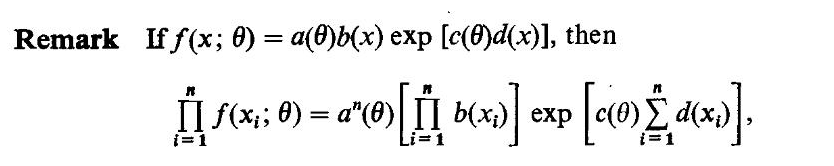 Remark If f(x; θ) = a(θ)b(x) exp [c(θ)d(x)], then
∏_{i=1}^{n} f(x_i; θ) = a^n(θ) [∏_{i=1}^{n} b(x_i)] exp [c(θ) ∑_{i=1}^{n} d(x_i)],